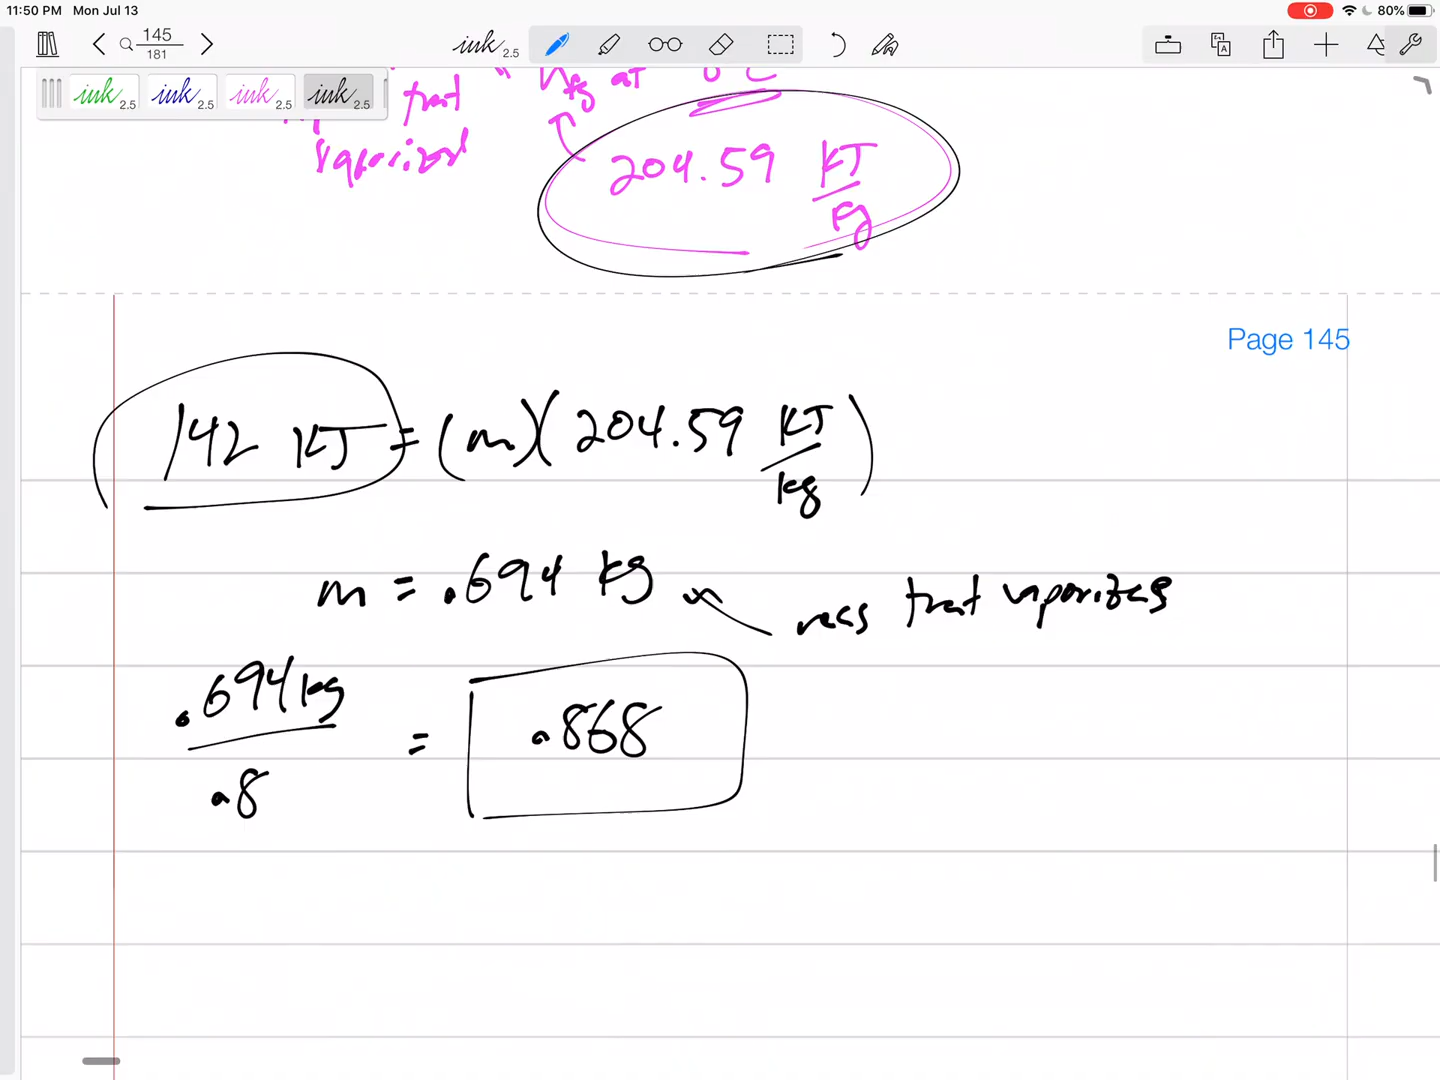 11:50 PM Mon Jul 13 80%
145
181
ink 2.5
ink 2.5 ink 2.5 ink 2.5 ink 2.5
that " hfg at 0°C
vaporized
204.59 KJ
kg
Page 145
142 KJ = (m)(204.59 KJ
kg)
m = .694 kg
mass that vaporizes
.694 kg
= .868
.8